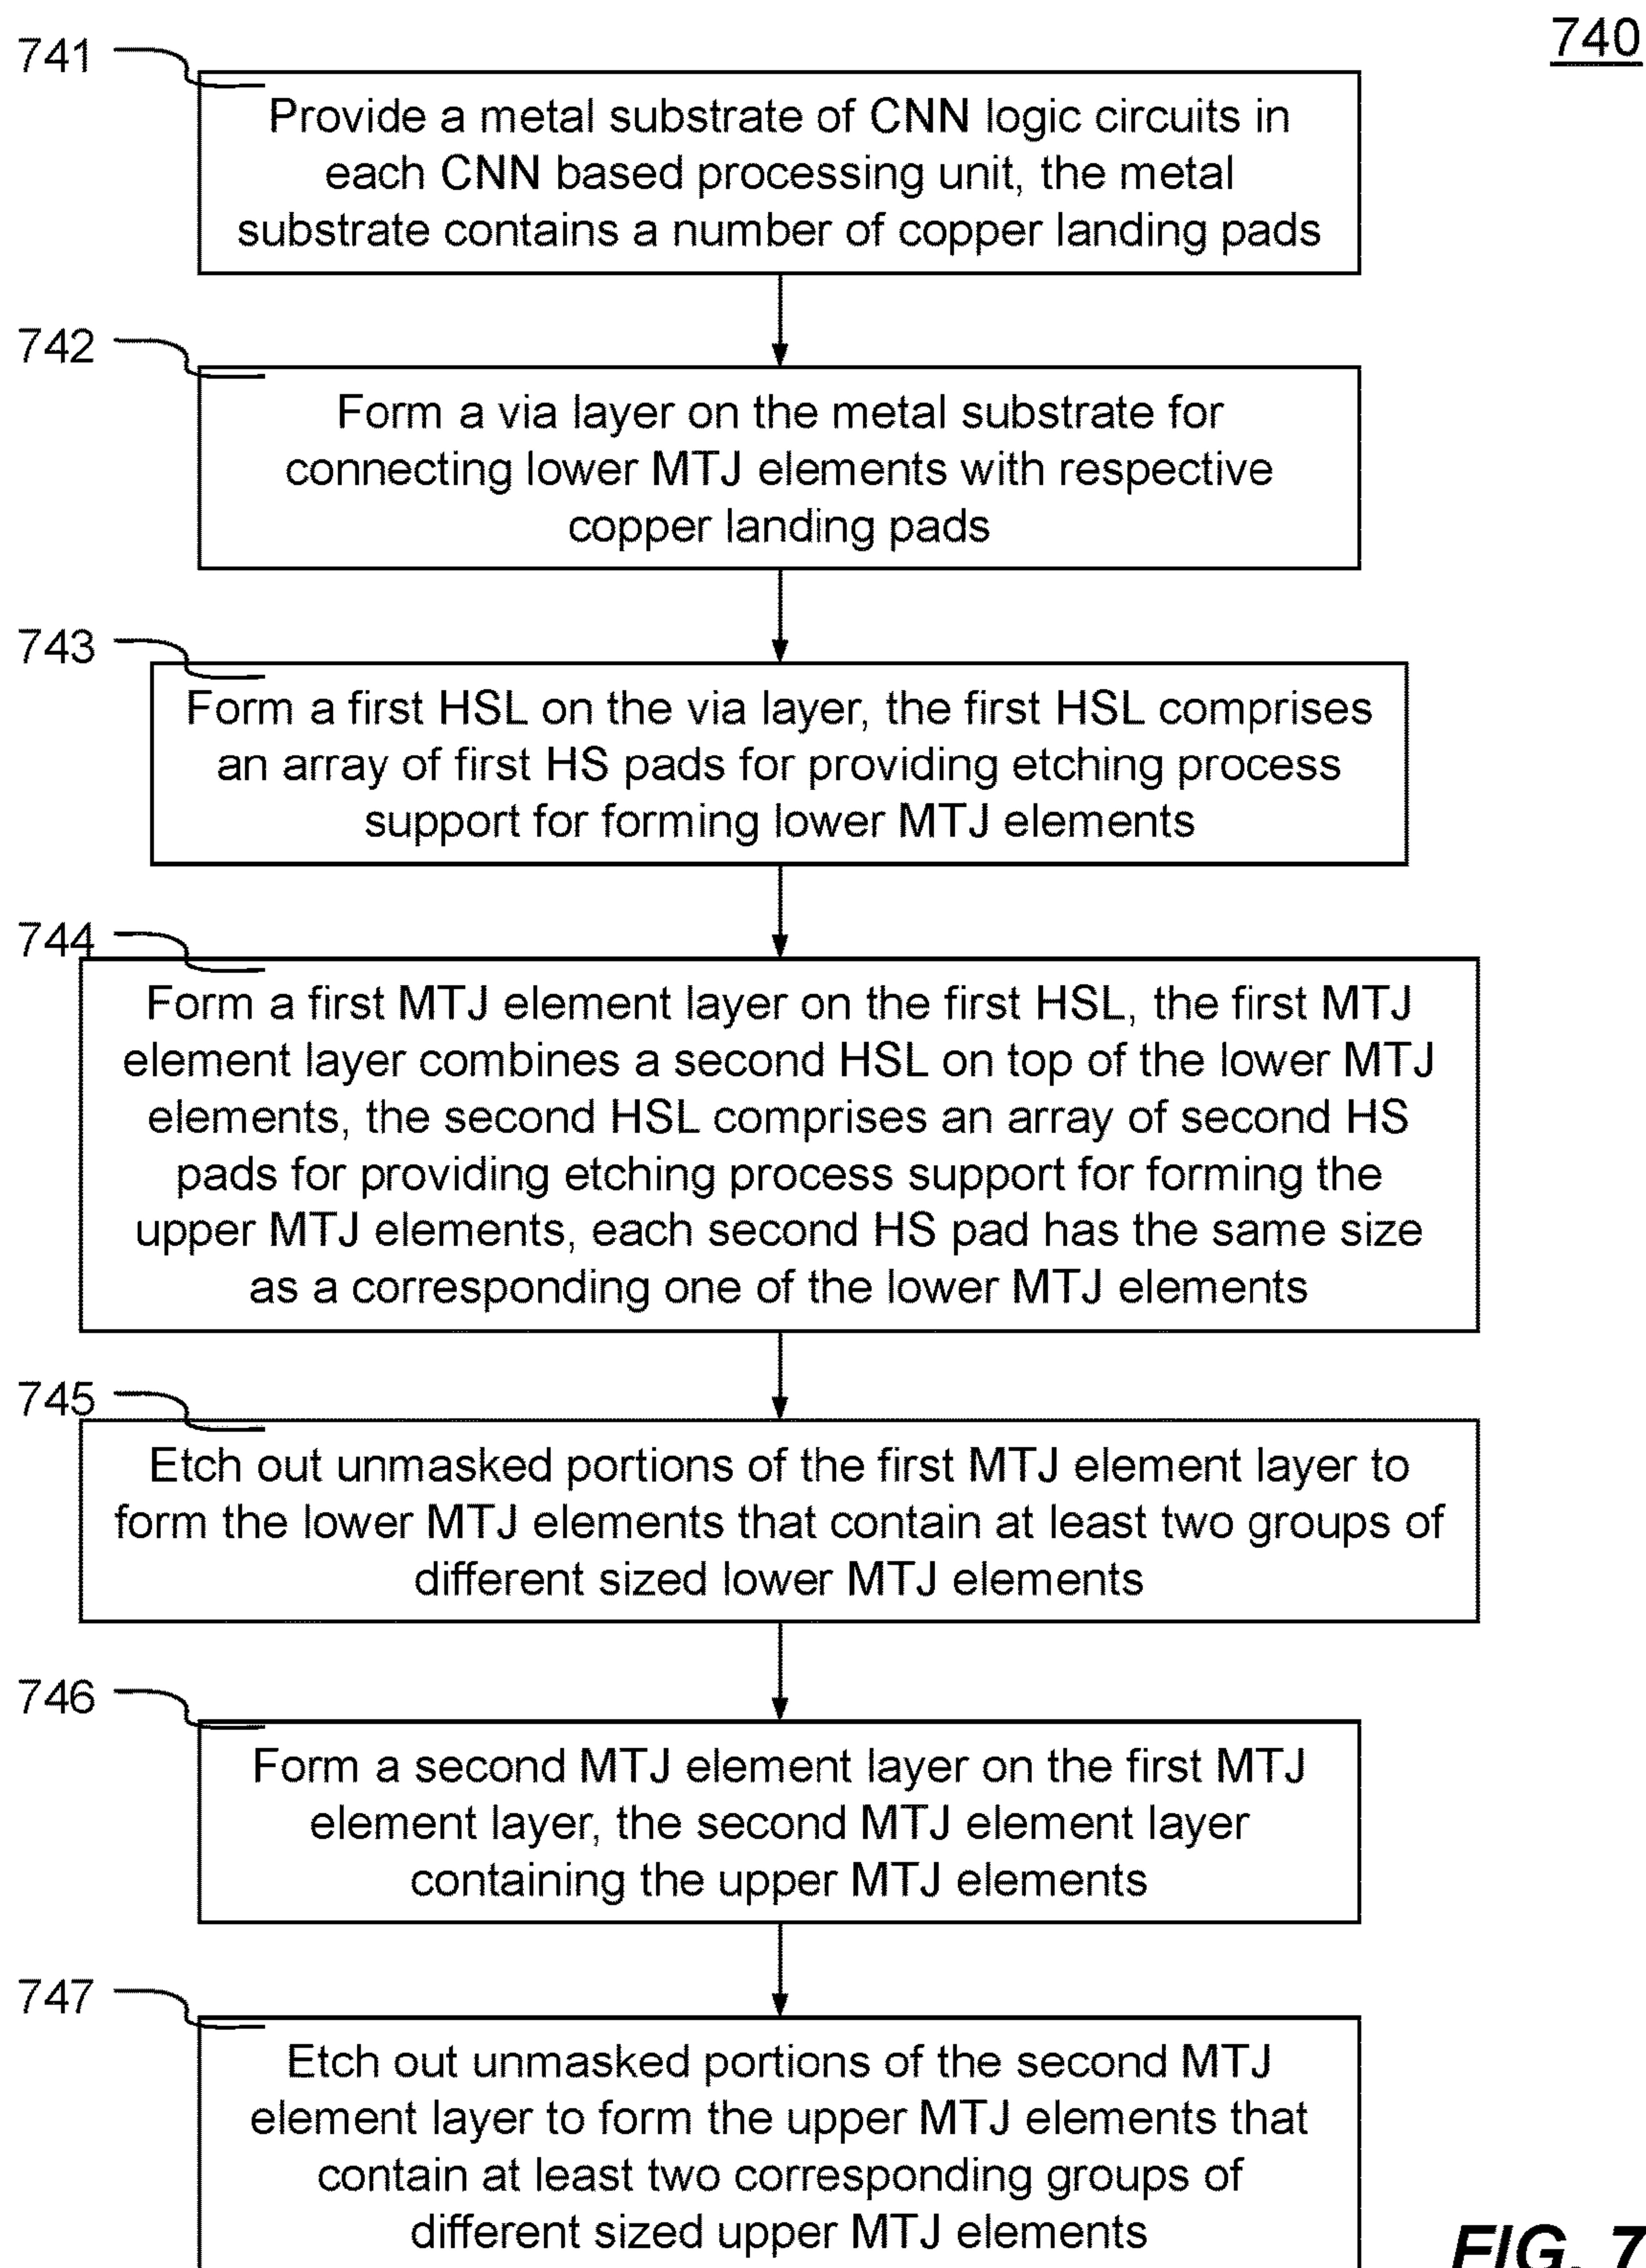 740
741
Provide a metal substrate of CNN logic circuits in
each CNN based processing unit, the metal
substrate contains a number of copper landing pads
742
Form a via layer on the metal substrate for
connecting lower MTJ elements with respective
copper landing pads
743
Form a first HSL on the via layer, the first HSL comprises
an array of first HS pads for providing etching process
support for forming lower MTJ elements
744
Form a first MTJ element layer on the first HSL, the first MTJ
element layer combines a second HSL on top of the lower MTJ
elements, the second HSL comprises an array of second HS
pads for providing etching process support for forming the
upper MTJ elements, each second HS pad has the same size
as a corresponding one of the lower MTJ elements
745
Etch out unmasked portions of the first MTJ element layer to
form the lower MTJ elements that contain at least two groups of
different sized lower MTJ elements
746
Form a second MTJ element layer on the first MTJ
element layer, the second MTJ element layer
containing the upper MTJ elements
747
Etch out unmasked portions of the second MTJ
element layer to form the upper MTJ elements that
contain at least two corresponding groups of
different sized upper MTJ elements
FIG. 7